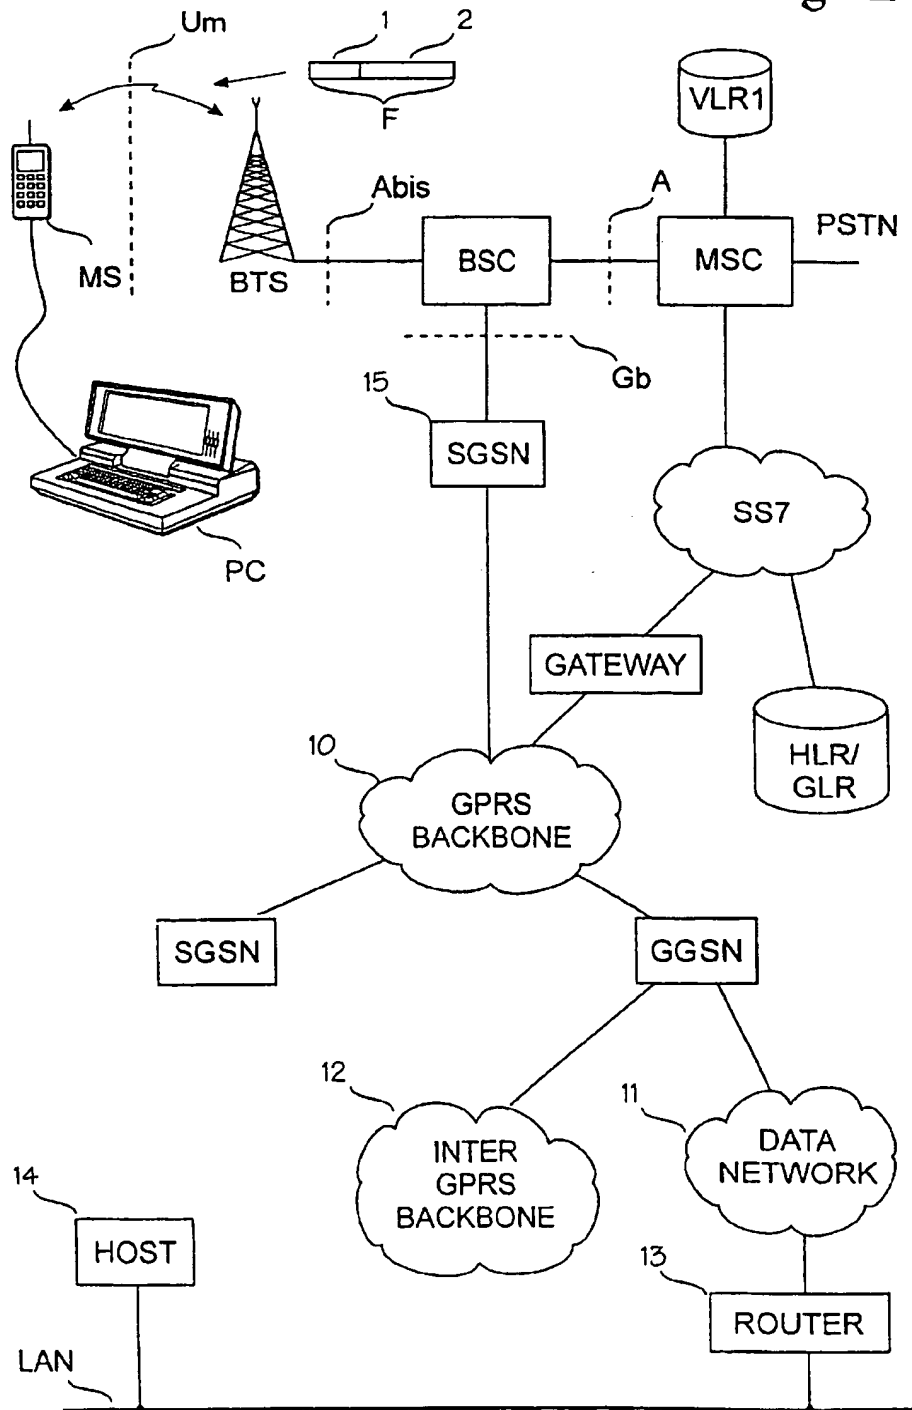 Um
1
2
F
VLR1
Abis
A
PSTN
MS
BTS
BSC
MSC
Gb
15
SGSN
SS7
PC
GATEWAY
10
HLR/
GLR
GPRS
BACKBONE
SGSN
GGSN
12
11
INTER
GPRS
BACKBONE
DATA
NETWORK
14
HOST
13
ROUTER
LAN